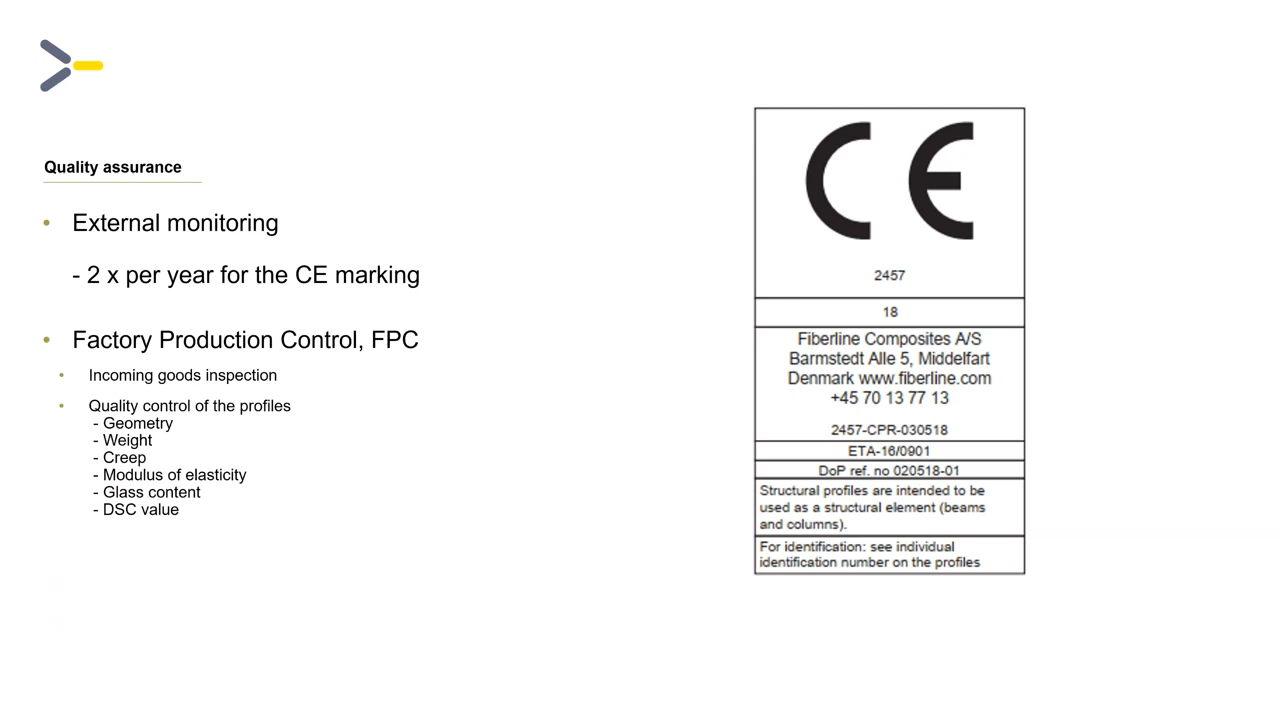 Quality assurance
• External monitoring
- 2 x per year for the CE marking
• Factory Production Control, FPC
• Incoming goods inspection
• Quality control of the profiles
- Geometry
- Weight
- Creep
- Modulus of elasticity
- Glass content
- DSC value
CE
2457
18
Fiberline Composites A/S
Barmstedt Alle 5, Middelfart
Denmark www.fiberline.com
+45 70 13 77 13
2457-CPR-030518
ETA-16/0901
DoP ref. no 020518-01
Structural profiles are intended to be
used as a structural element (beams
and columns).
For identification: see individual
identification number on the profiles